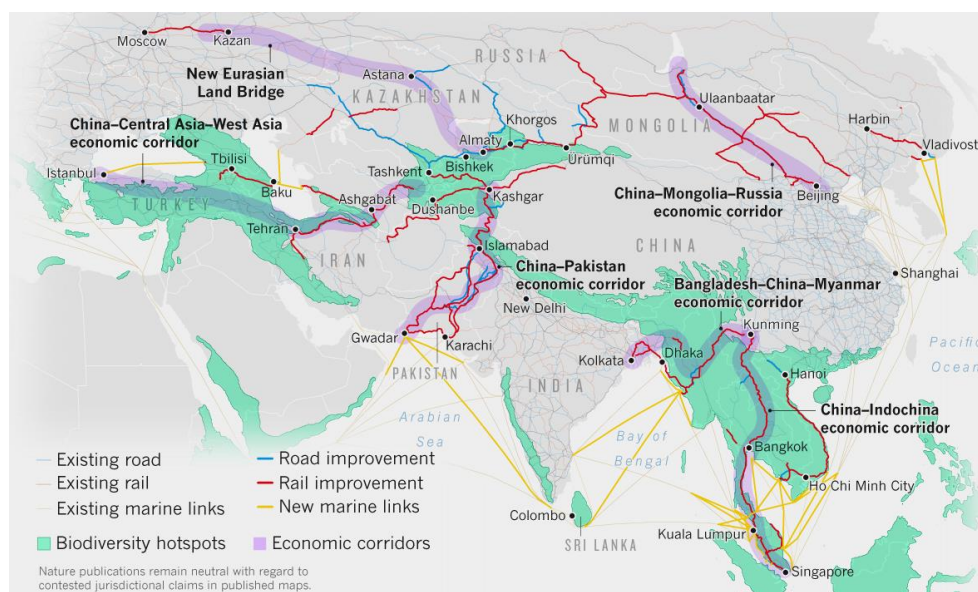 Moscow
Kazan
RUSSIA
New Eurasian
Land Bridge
Astana
KAZAKHSTAN
Ulaanbaatar
Khorgos
MONGOLIA
Harbin
China–Central Asia–West Asia
economic corridor
Almaty
Vladivost
Tbilisi
Bishkek
Urumqi
Istanbul
Tashkent
Baku
Kashgar
China–Mongolia–Russia
economic corridor
Beijing
TURKEY
Ashgabat
Dushanbe
Tehran
Islamabad
CHINA
IRAN
China–Pakistan
economic corridor
Shanghai
Bangladesh–China–Myanmar
economic corridor
New Delhi
Kunming
Gwadar
Karachi
Dhaka
Pacific
Ocean
Kolkata
Hanoi
PAKISTAN
INDIA
Arabian
Sea
China–Indochina
economic corridor
Bay of
Bengal
Bangkok
Existing road
Road improvement
Existing rail
Rail improvement
Ho Chi Minh City
Existing marine links
New marine links
Colombo
Kuala Lumpur
Biodiversity hotspots
Economic corridors
SRI LANKA
Singapore
Nature publications remain neutral with regard to
contested jurisdictional claims in published maps.